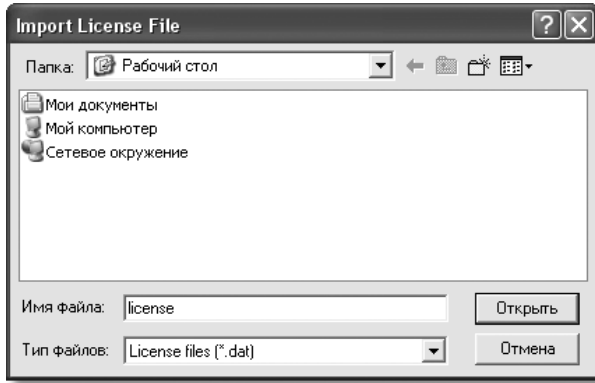 Import License File
Папка: Рабочий стол
Мои документы
Мой компьютер
Сетевое окружение
Имя файла: license Открыть
Тип файлов: License files (*.dat) Отмена